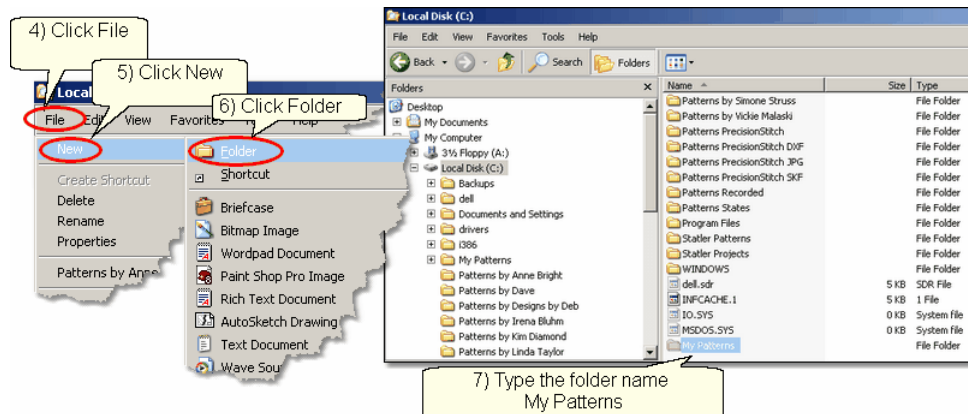 4) Click File
5) Click New
6) Click Folder
Local
File Edit View Favorites Help
New
Create Shortcut
Delete
Rename
Properties
Patterns by Anne
Folder
Shortcut
Briefcase
Bitmap Image
Wordpad Document
Paint Shop Pro Image
Rich Text Document
AutoSketch Drawing
Text Document
Wave Sou
Local Disk (C:)
File Edit View Favorites Tools Help
Back Search Folders
Folders
Desktop
My Documents
My Computer
3½ Floppy (A:)
Local Disk (C:)
Backups
dell
Documents and Settings
drivers
i386
My Patterns
Patterns by Anne Bright
Patterns by Dave
Patterns by Designs by Deb
Patterns by Irena Bluhm
Patterns by Kim Diamond
Patterns by Linda Taylor
Name Size Type
Patterns by Simone Struss File Folder
Patterns by Vickie Malaski File Folder
Patterns PrecisionStitch File Folder
Patterns PrecisionStitch DXF File Folder
Patterns PrecisionStitch JPG File Folder
Patterns PrecisionStitch SKF File Folder
Patterns Recorded File Folder
Patterns States File Folder
Program Files File Folder
Statler Patterns File Folder
Statler Projects File Folder
WINDOWS File Folder
dell.sdr 5 KB SDR File
INFCACHE.1 5 KB 1 File
IO.SYS 0 KB System file
MSDOS.SYS 0 KB System file
My Patterns File Folder
7) Type the folder name
My Patterns